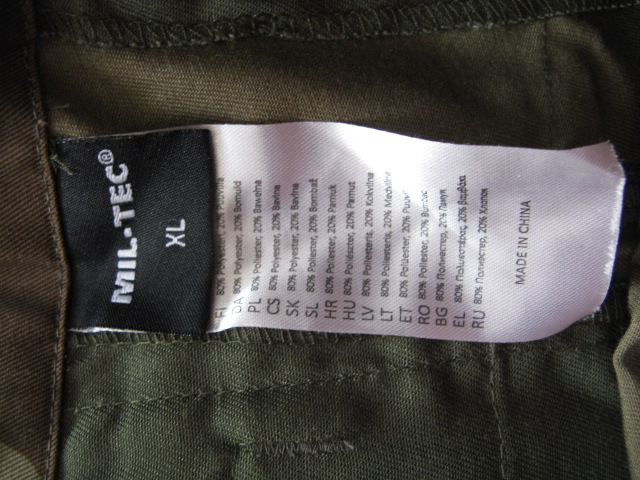 MIL-TEC®
XL
FI 80% Polyesteri, 20% Puuvilla
DA 80% Polyester, 20% Bomuld
PL 80% Poliester, 20% Bawełna
CS 80% Polyester, 20% Bavlna
SK 80% Polyester, 20% Bavlna
SL 80% Poliester, 20% Bombaž
HR 80% Poliester, 20% Pamuk
HU 80% Poliészter, 20% Pamut
LV 80% Poliesteris, 20% Kokvilna
LT 80% Poliesteris, 20% Medvilnė
ET 80% Polüester, 20% Puuvill
RO 80% Poliester, 20% Bumbac
BG 80% Полиестер, 20% Памук
EL 80% Πολυεστέρας, 20% Βαμβάκι
RU 80% Полиэстер, 20% Хлопок
MADE IN CHINA